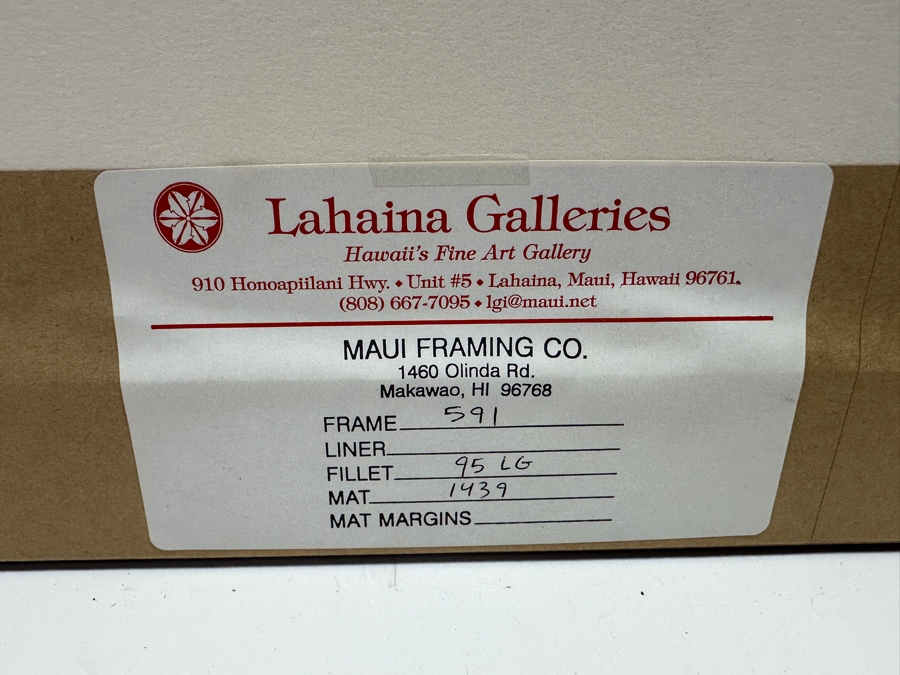 Lahaina Galleries
Hawaii's Fine Art Gallery
910 Honoapiilani Hwy. ⬥ Unit #5 ⬥ Lahaina, Maui, Hawaii 96761.
(808) 667-7095 ⬥ lgi@maui.net
MAUI FRAMING CO.
1460 Olinda Rd.
Makawao, HI 96768
FRAME 591
LINER
FILLET 95 LG
MAT 1439
MAT MARGINS